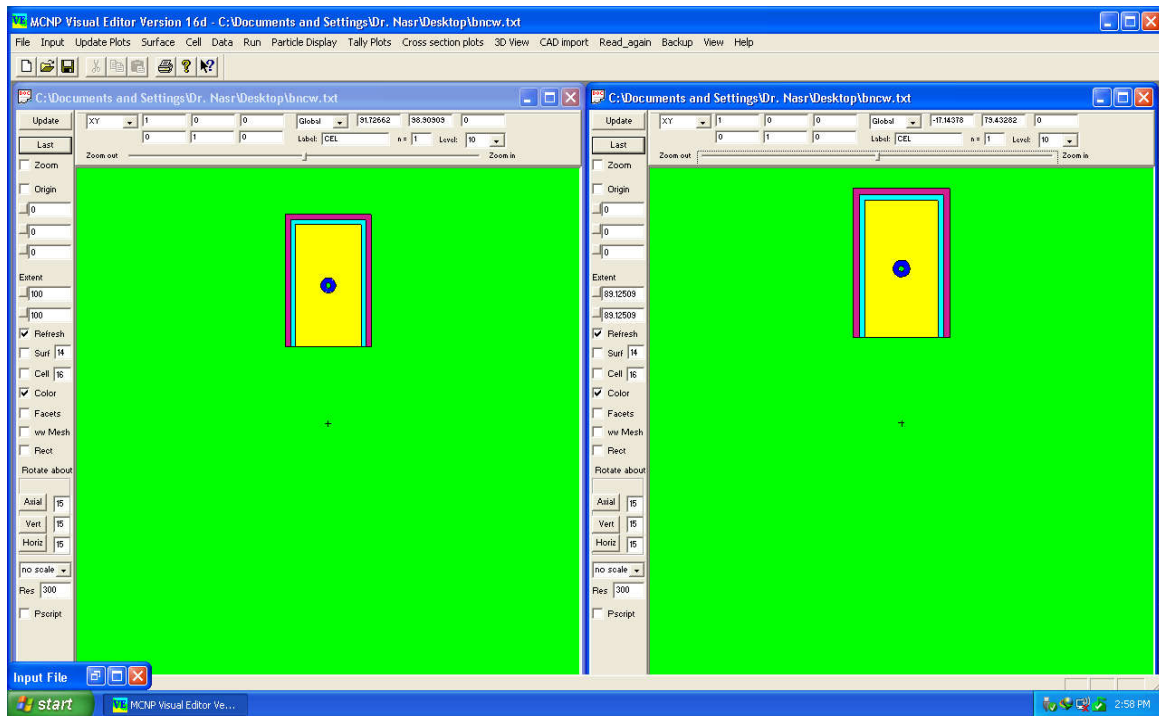 MCNP Visual Editor Version 16d - C:\Documents and Settings\Dr. Nasr\Desktop\bncw.txt
File Input Update Plots Surface Cell Data Run Particle Display Tally Plots Cross section plots 3D View CAD import Read_again Backup View Help
C:\Documents and Settings\Dr. Nasr\Desktop\bncw.txt
Update XY 1 0 0 Global 91.72662 98.90909 0
Last 0 1 0 Label: CEL n = 1 Level: 10
Zoom out Zoom in
Zoom
Origin
0
0
0
Extent
100
100
Refresh
Surf 14
Cell 16
Color
Facets
ww Mesh
Rect
Rotate about
Axial 15
Vert 15
Horiz 15
no scale
Res 300
Pscript
C:\Documents and Settings\Dr. Nasr\Desktop\bncw.txt
Update XY 1 0 0 Global -17.14378 79.43282 0
Last 0 1 0 Label: CEL n = 1 Level: 10
Zoom out Zoom in
Zoom
Origin
0
0
0
Extent
89.12509
89.12509
Refresh
Surf 14
Cell 16
Color
Facets
ww Mesh
Rect
Rotate about
Axial 15
Vert 15
Horiz 15
no scale
Res 300
Pscript
Input File
start VE MCNP Visual Editor Ve... 2:58 PM